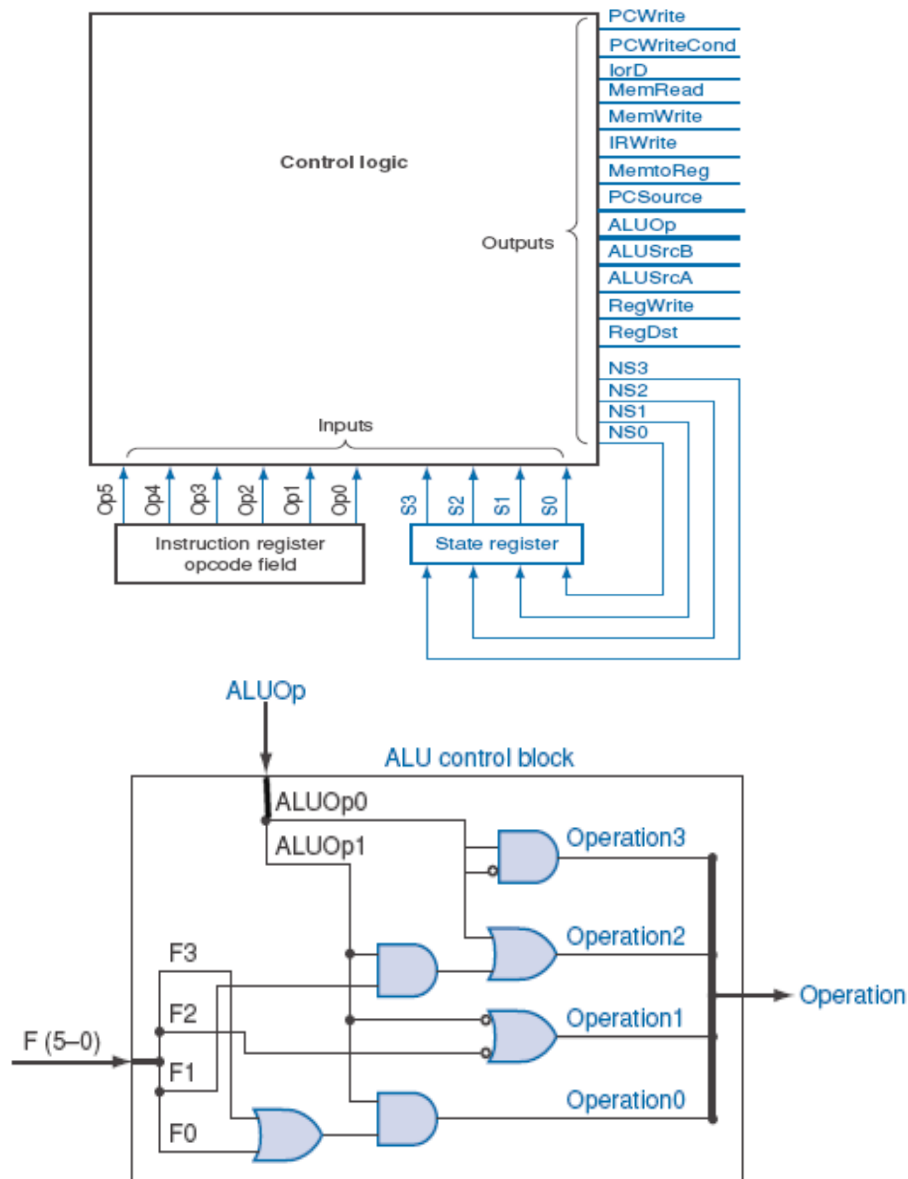 PCWrite
PCWriteCond
IorD
MemRead
MemWrite
IRWrite
MemtoReg
PCSource
ALUOp
ALUSrcB
ALUSrcA
RegWrite
RegDst
NS3
NS2
NS1
NS0
Control logic
Outputs
Inputs
Op5
Op4
Op3
Op2
Op1
Op0
S3
S2
S1
S0
Instruction register
opcode field
State register
ALUOp
ALU control block
ALUOp0
ALUOp1
Operation3
Operation2
Operation1
Operation0
Operation
F3
F2
F1
F0
F (5–0)